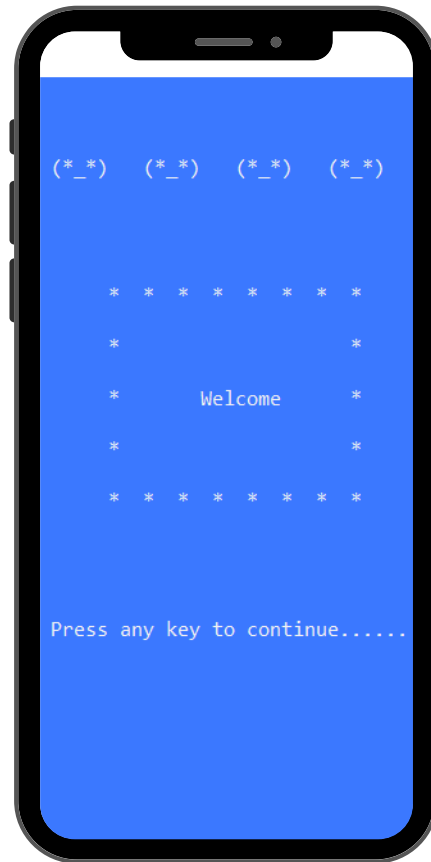 (*_*) (*_*) (*_*) (*_*)
* * * * * * * *
* *
* Welcome *
* *
* * * * * * * *
Press any key to continue......